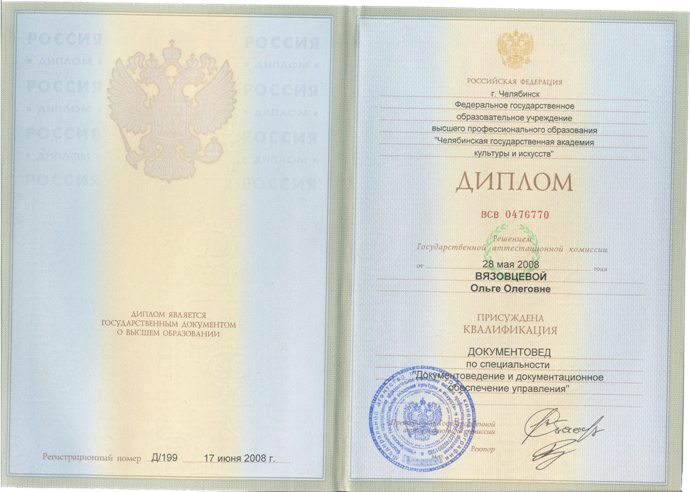 РОССИЯ РОССИЯ
• ДИПЛОМ • • ДИПЛОМ •
РОССИЯ РОССИЯ
• ДИПЛОМ • • ДИПЛОМ •
РОССИЯ РОССИЯ
• ДИПЛОМ • • ДИПЛОМ •
РОССИЯ РОССИЯ
ДИПЛОМ ЯВЛЯЕТСЯ
ГОСУДАРСТВЕННЫМ ДОКУМЕНТОМ
О ВЫСШЕМ ОБРАЗОВАНИИ
Регистрационный номер Д/199 17 июня 2008 г.
РОССИЙСКАЯ ФЕДЕРАЦИЯ
г. Челябинск
Федеральное государственное
образовательное учреждение
высшего профессионального образования
"Челябинская государственная академия
культуры и искусств"
ДИПЛОМ
ВСВ 0476770
Решением
Государственной аттестационной комиссии
от 28 мая 2008 года
ВЯЗОВЦЕВОЙ
Ольге Олеговне
ПРИСУЖДЕНА
КВАЛИФИКАЦИЯ
ДОКУМЕНТОВЕД
по специальности
"Документоведение и документационное
обеспечение управления"
Председатель Государственной
аттестационной комиссии
Ректор